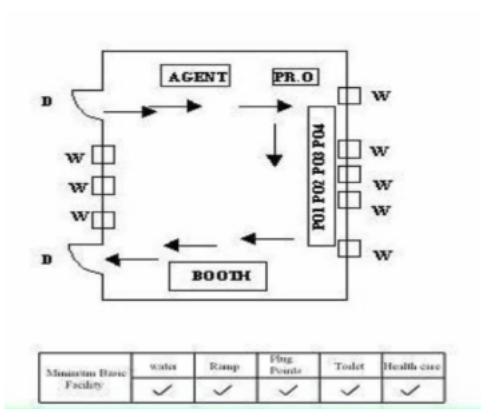 AGENT
PR.O
D
W
W
W
W
W
W
W
W
PO1 PO2 PO3 PO4
D
BOOTH
Minimum Basic
Facility
water
Ramp
Plug
Points
Toilet
Health care